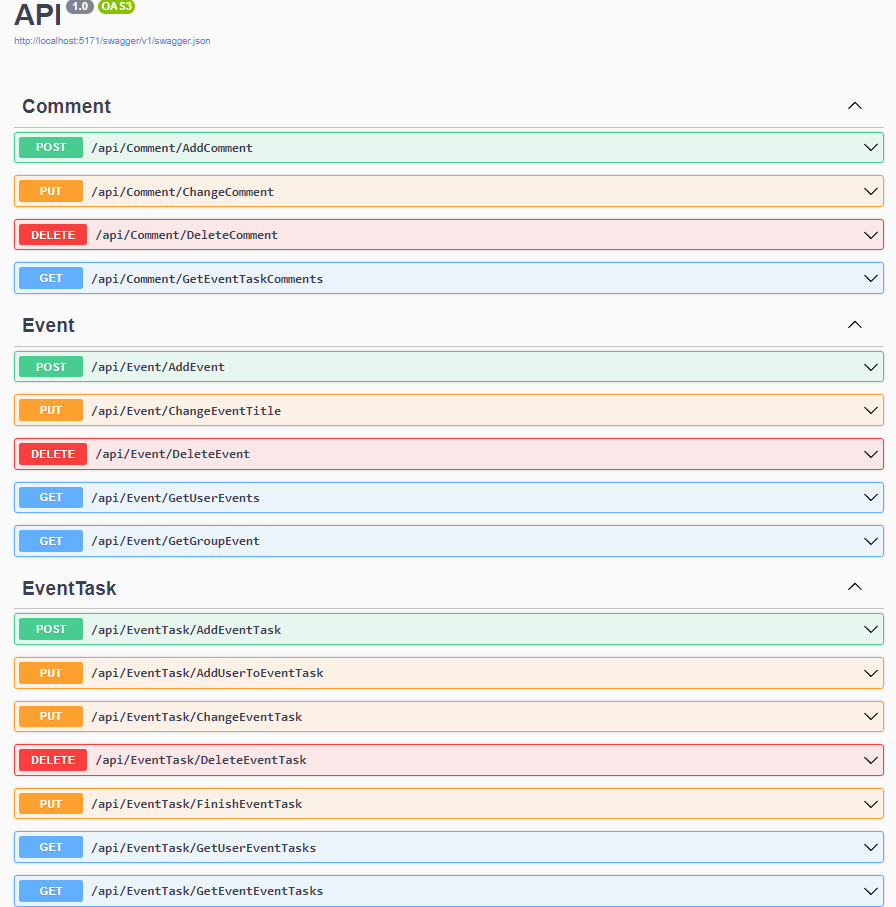 API 1.0 OAS3
http://localhost:5171/swagger/v1/swagger.json
Comment
POST /api/Comment/AddComment
PUT /api/Comment/ChangeComment
DELETE /api/Comment/DeleteComment
GET /api/Comment/GetEventTaskComments
Event
POST /api/Event/AddEvent
PUT /api/Event/ChangeEventTitle
DELETE /api/Event/DeleteEvent
GET /api/Event/GetUserEvents
GET /api/Event/GetGroupEvent
EventTask
POST /api/EventTask/AddEventTask
PUT /api/EventTask/AddUserToEventTask
PUT /api/EventTask/ChangeEventTask
DELETE /api/EventTask/DeleteEventTask
PUT /api/EventTask/FinishEventTask
GET /api/EventTask/GetUserEventTasks
GET /api/EventTask/GetEventEventTasks